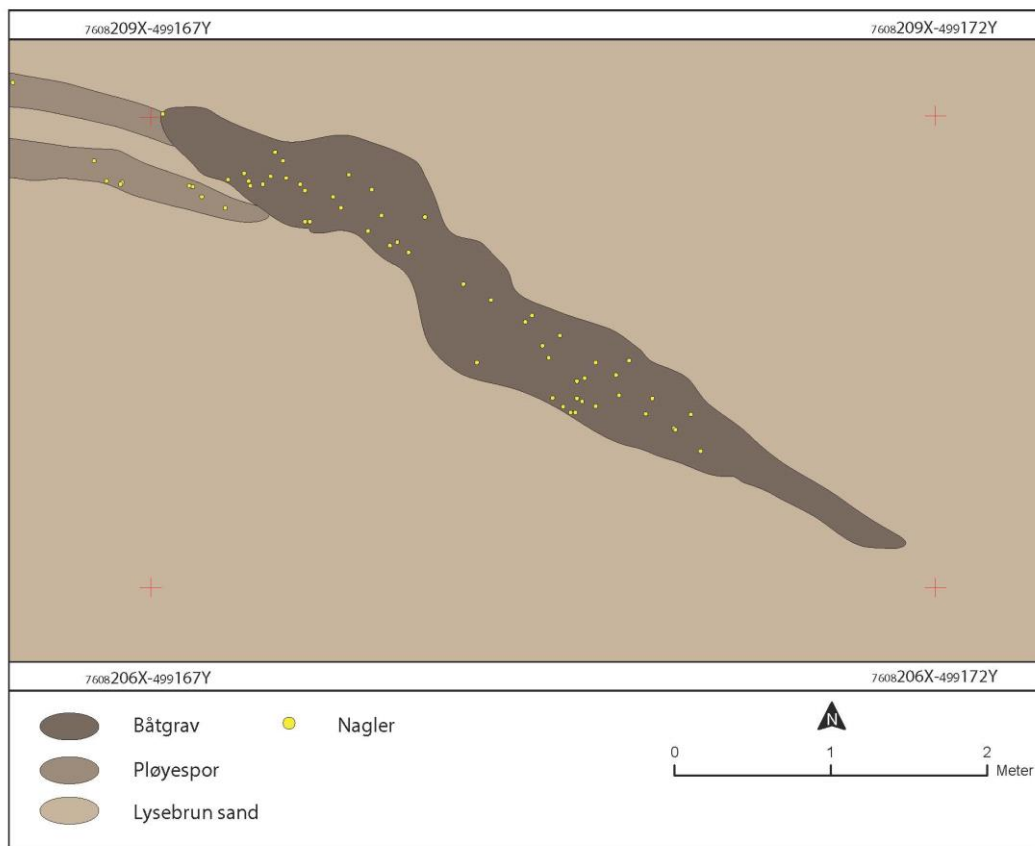 7608209X-499167Y 7608209X-499172Y
7608206X-499167Y 7608206X-499172Y
Båtgrav Nagler
Pløyespor
Lysebrun sand
N
0 1 2
Meter